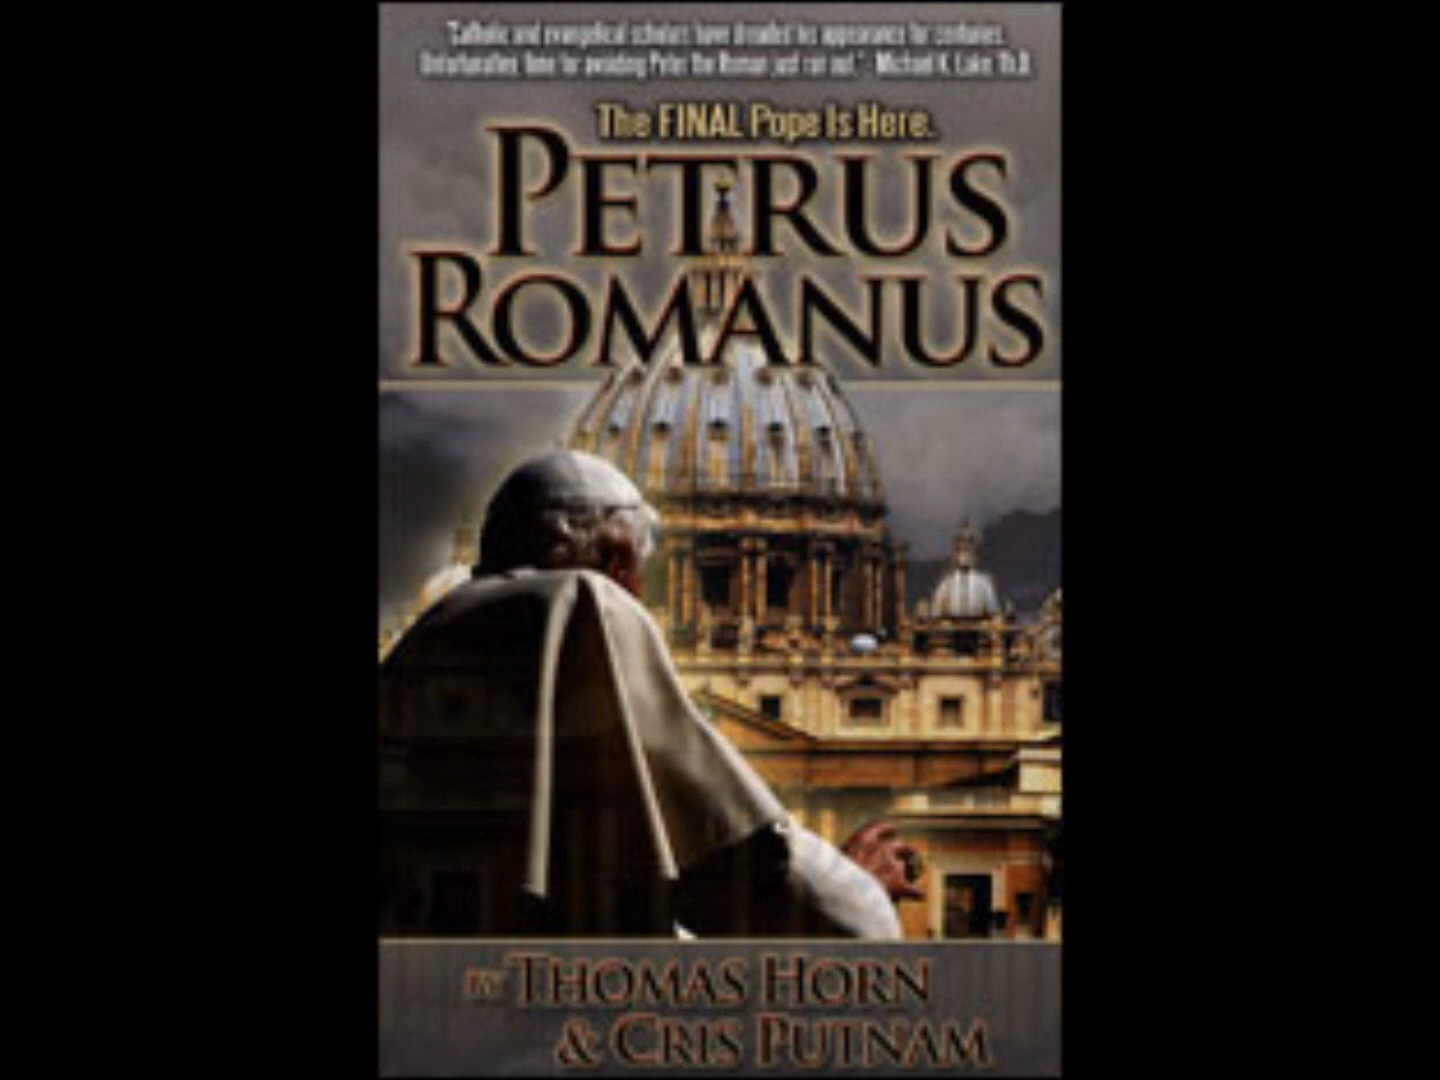 "Catholic and evangelical scholars have dreaded his appearance for centuries.
Unfortunately, time for avoiding Peter the Roman just ran out." - Michael K. Lake, Th.D.
The FINAL Pope Is Here.
PETRUS
ROMANUS
BY THOMAS HORN
& CRIS PUTNAM